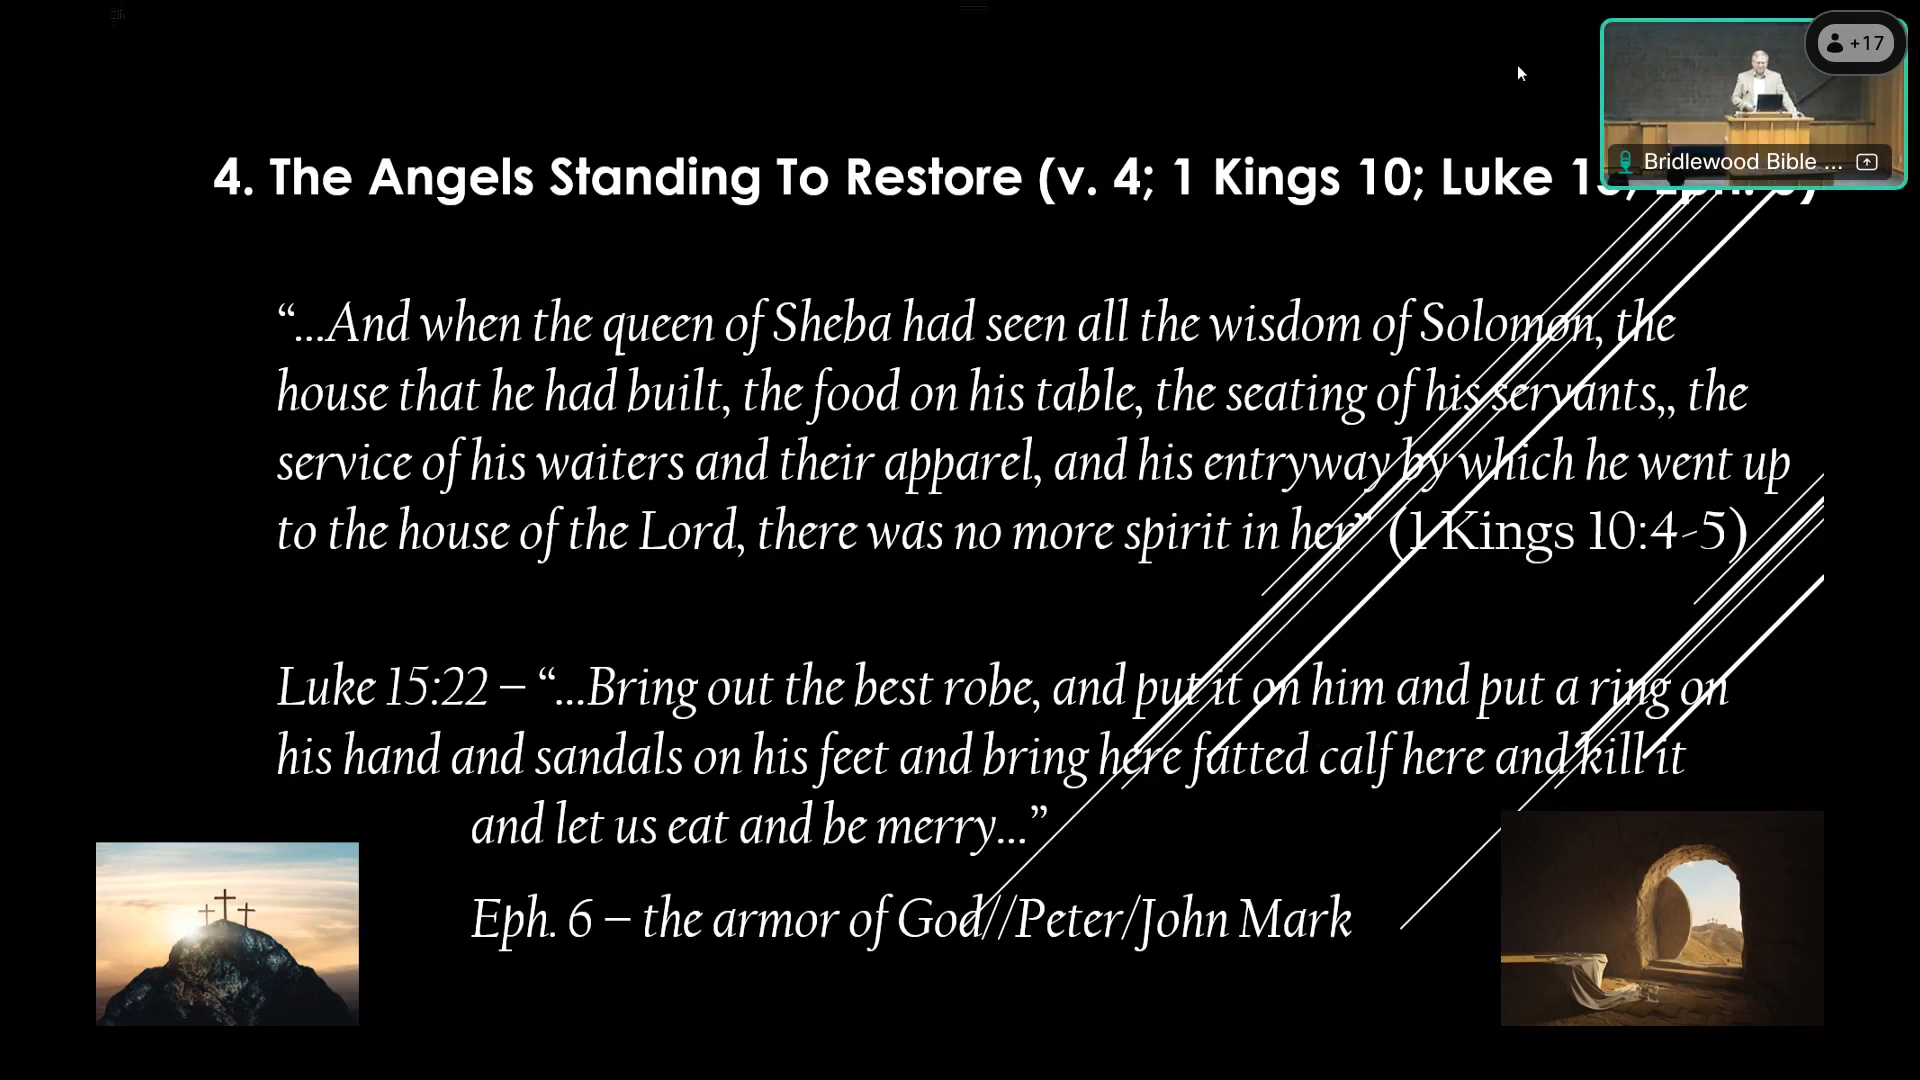 +17
Bridlewood Bible ...
4. The Angels Standing To Restore (v. 4; 1 Kings 10; Luke
“...And when the queen of Sheba had seen all the wisdom of Solomon, the
house that he had built, the food on his table, the seating of his servants,, the
service of his waiters and their apparel, and his entryway by which he went up
to the house of the Lord, there was no more spirit in her” (1 Kings 10:4-5)
Luke 15:22 – “...Bring out the best robe, and put it on him and put a ring on
his hand and sandals on his feet and bring here fatted calf here and kill it
and let us eat and be merry...”
Eph. 6 – the armor of God//Peter/John Mark